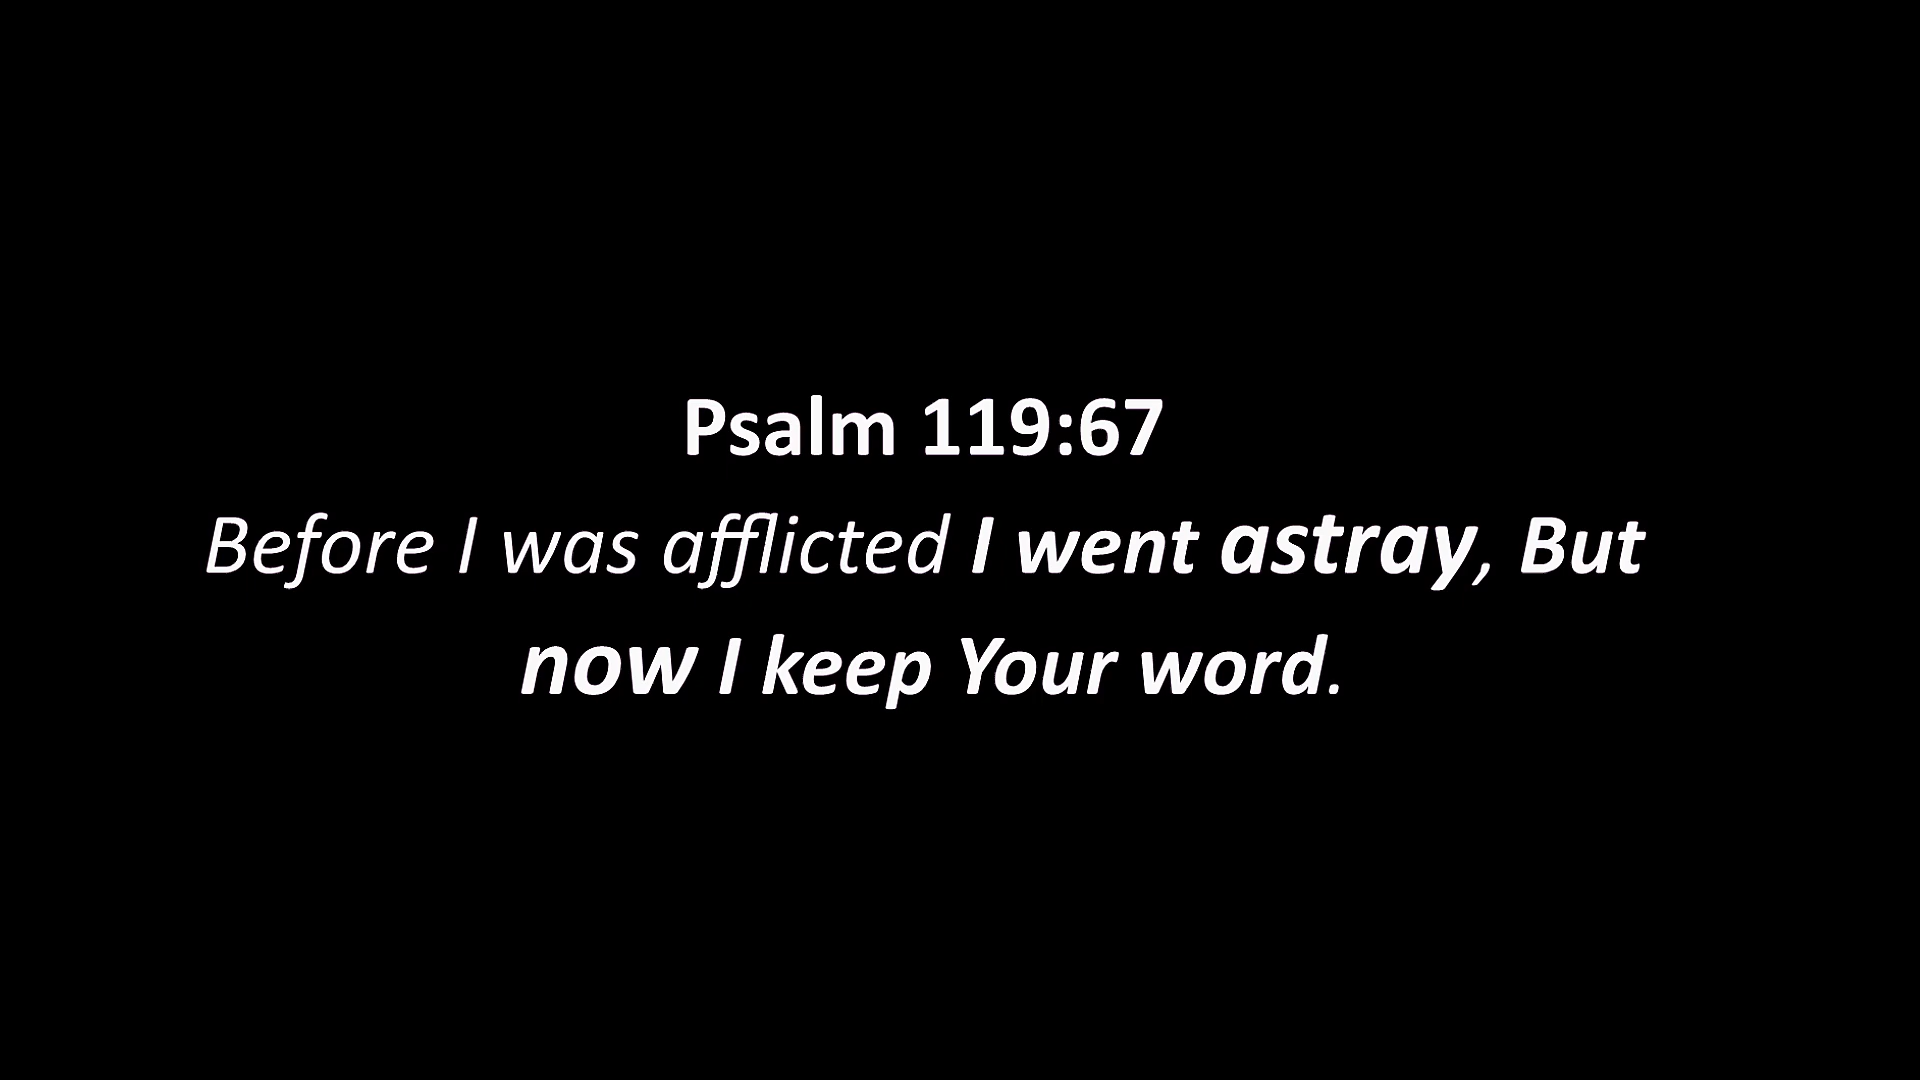 Psalm 119:67
Before I was afflicted I went astray, But
now I keep Your word.